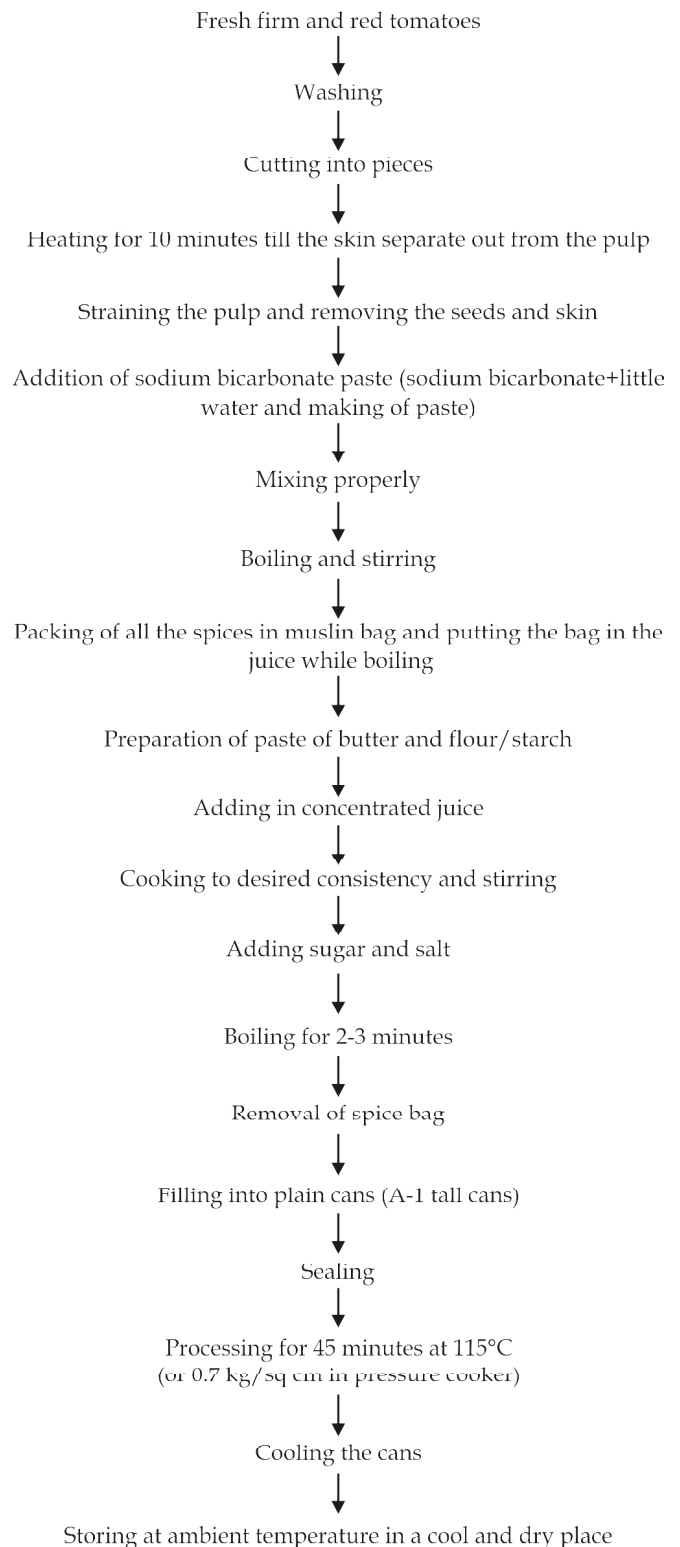 Fresh firm and red tomatoes
Washing
Cutting into pieces
Heating for 10 minutes till the skin separate out from the pulp
Straining the pulp and removing the seeds and skin
Addition of sodium bicarbonate paste (sodium bicarbonate+little
water and making of paste)
Mixing properly
Boiling and stirring
Packing of all the spices in muslin bag and putting the bag in the
juice while boiling
Preparation of paste of butter and flour/starch
Adding in concentrated juice
Cooking to desired consistency and stirring
Adding sugar and salt
Boiling for 2-3 minutes
Removal of spice bag
Filling into plain cans (A-1 tall cans)
Sealing
Processing for 45 minutes at 115°C
(or 0.7 kg/sq cm in pressure cooker)
Cooling the cans
Storing at ambient temperature in a cool and dry place